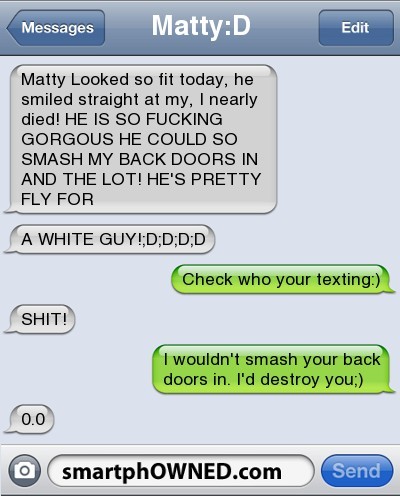 Messages
Matty:D
Edit
Matty Looked so fit today, he
smiled straight at my, I nearly
died! HE IS SO FUCKING
GORGOUS HE COULD SO
SMASH MY BACK DOORS IN
AND THE LOT! HE'S PRETTY
FLY FOR
A WHITE GUY!;D;D;D;D
Check who your texting:)
SHIT!
I wouldn't smash your back
doors in. I'd destroy you;)
0.0
smartphOWNED.com
Send